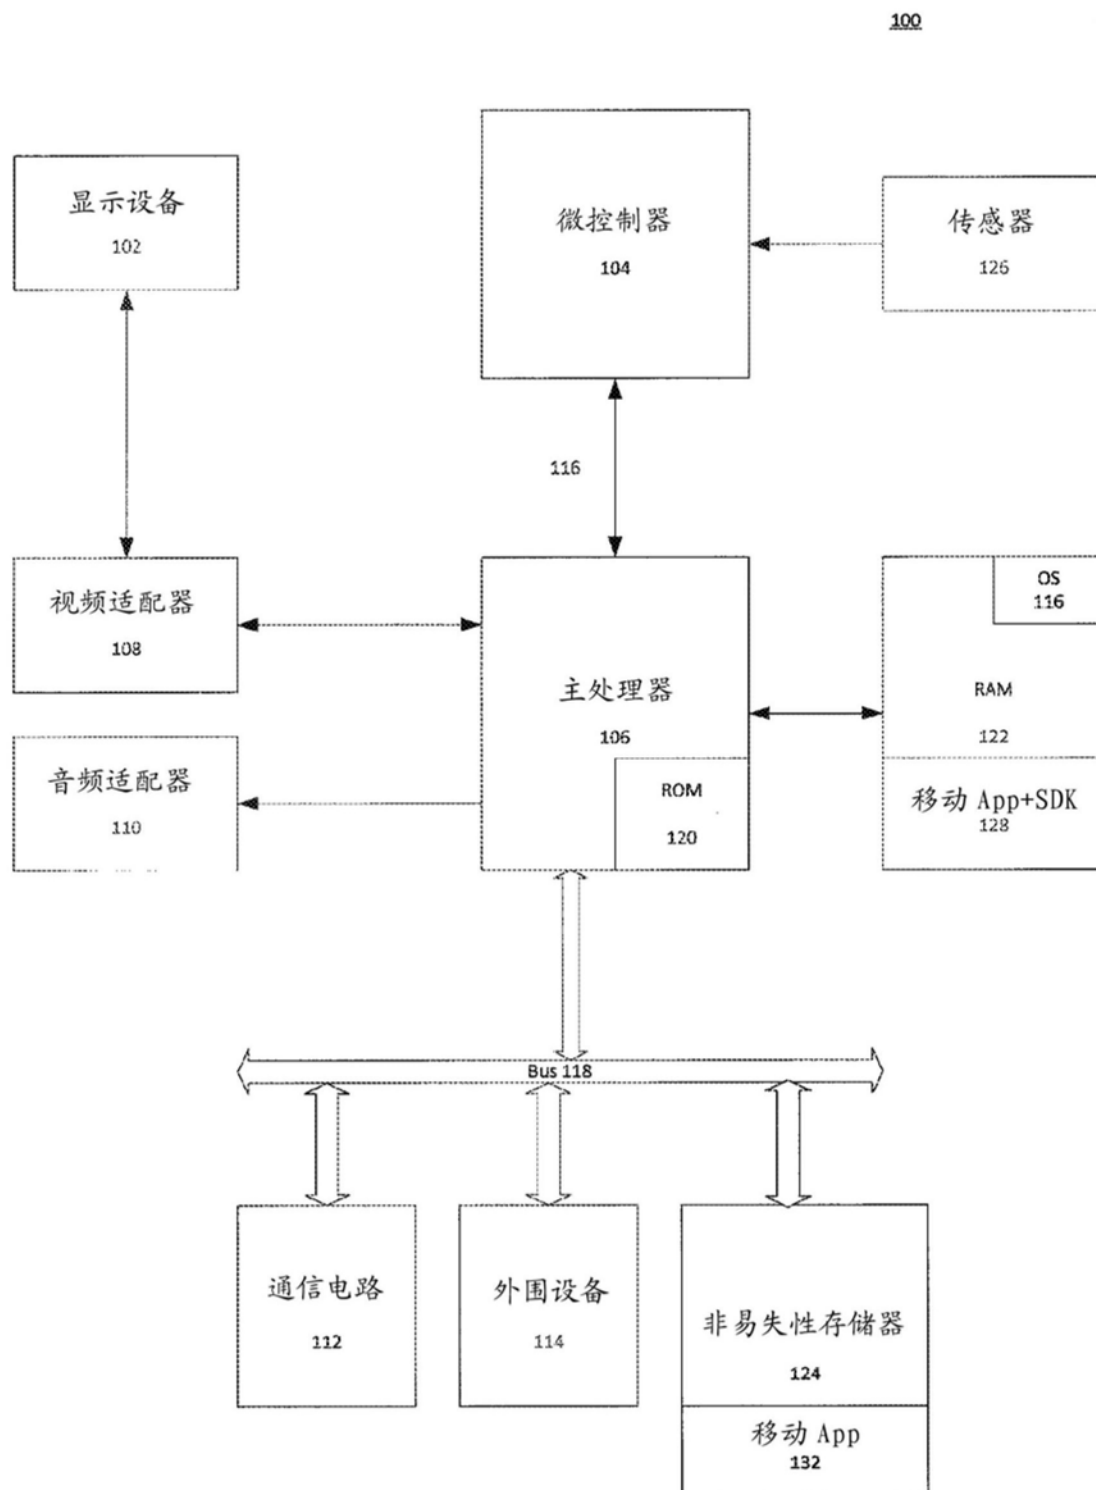 100
显示设备
102
微控制器
104
传感器
126
116
视频适配器
108
主处理器
106
ROM
120
OS
116
RAM
122
移动 App+SDK
128
音频适配器
110
Bus 118
通信电路
112
外围设备
114
非易失性存储器
124
移动 App
132